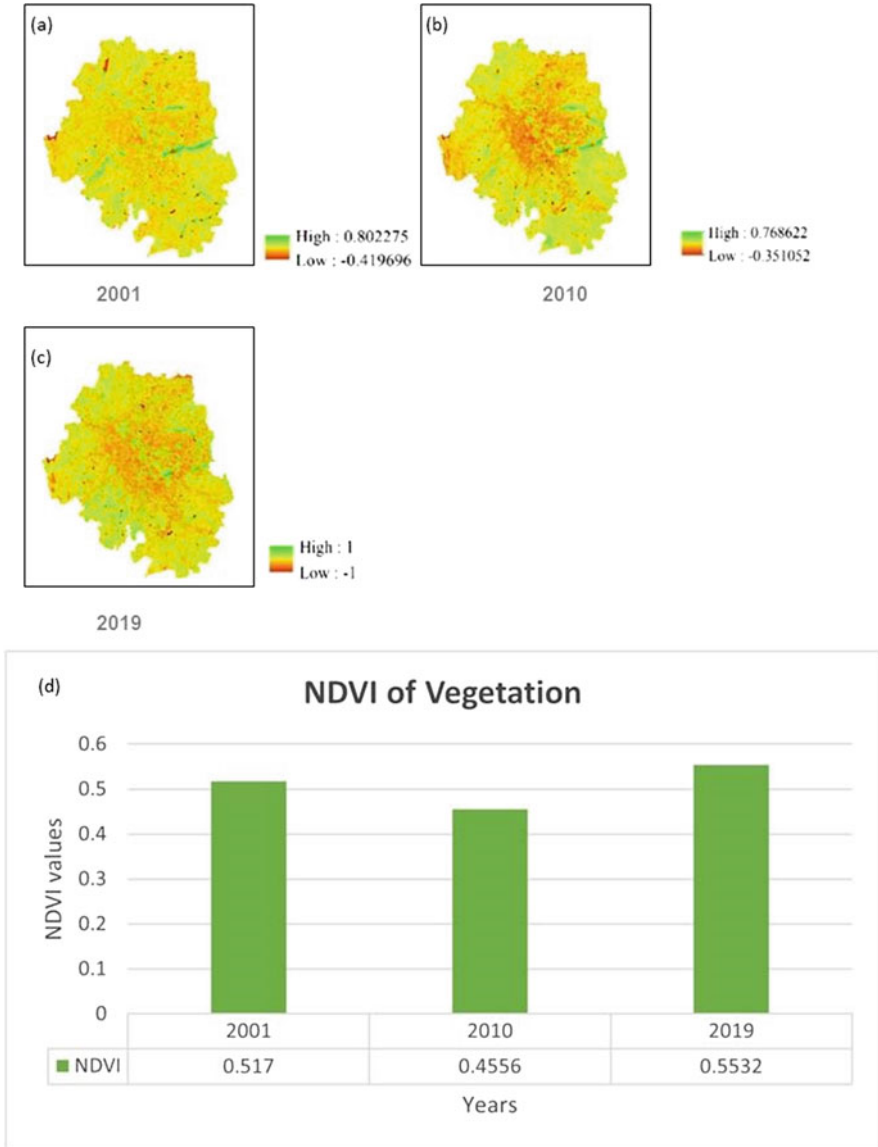 (a)
High : 0.802275
Low : -0.419696
2001
(b)
High : 0.768622
Low : -0.351052
2010
(c)
High : 1
Low : -1
2019
(d)
NDVI of Vegetation
NDVI values
0.6
0.5
0.4
0.3
0.2
0.1
0
2001 2010 2019
NDVI 0.517 0.4556 0.5532
Years